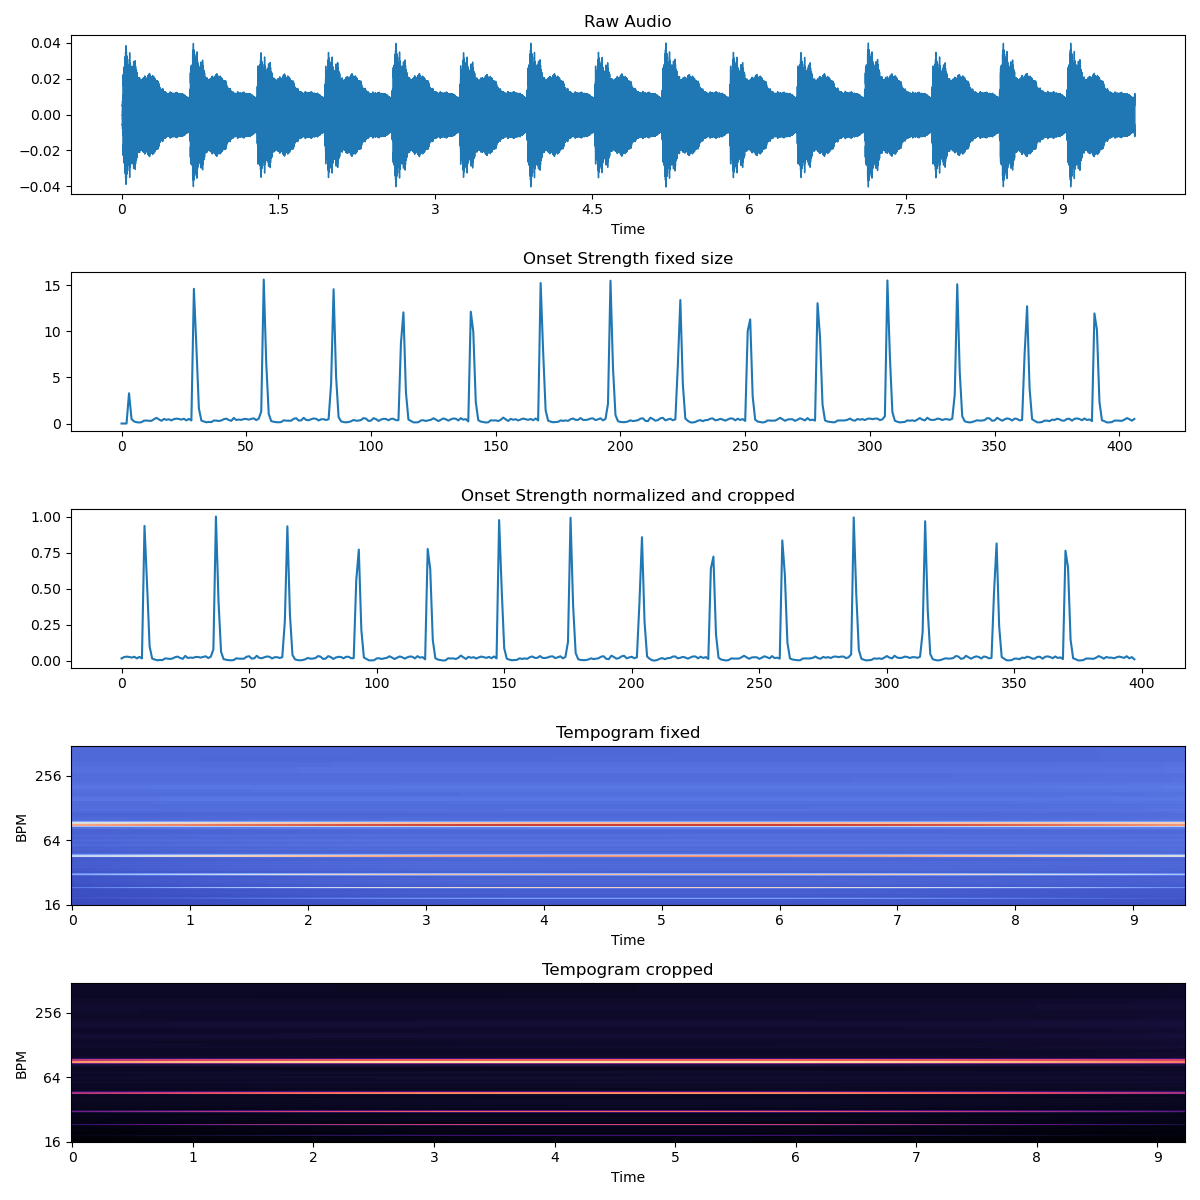 Raw Audio
0.04
0.02
0.00
−0.02
−0.04
0 1.5 3 4.5 6 7.5 9
Time
Onset Strength fixed size
15
10
5
0
0 50 100 150 200 250 300 350 400
Onset Strength normalized and cropped
1.00
0.75
0.50
0.25
0.00
0 50 100 150 200 250 300 350 400
Tempogram fixed
256
64
16
BPM
0 1 2 3 4 5 6 7 8 9
Time
Tempogram cropped
256
64
16
BPM
0 1 2 3 4 5 6 7 8 9
Time